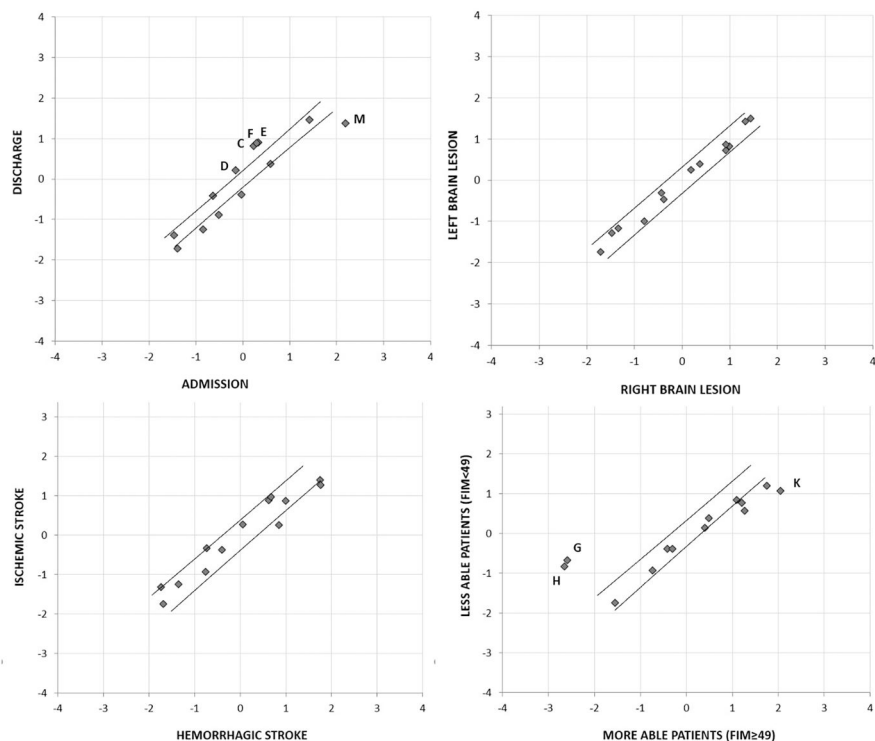 4
3
2
1
0
-1
-2
-3
-4
-4 -3 -2 -1 0 1 2 3 4
DISCHARGE
ADMISSION
F E
C
D
M
4
3
2
1
0
-1
-2
-3
-4
-4 -3 -2 -1 0 1 2 3 4
LEFT BRAIN LESION
RIGHT BRAIN LESION
3
2
1
0
-1
-2
-3
-4
-4 -3 -2 -1 0 1 2 3 4
ISCHEMIC STROKE
HEMORRHAGIC STROKE
3
2
1
0
-1
-2
-3
-4
-4 -3 -2 -1 0 1 2 3 4
LESS ABLE PATIENTS (FIM<49)
MORE ABLE PATIENTS (FIM≥49)
K
G
H